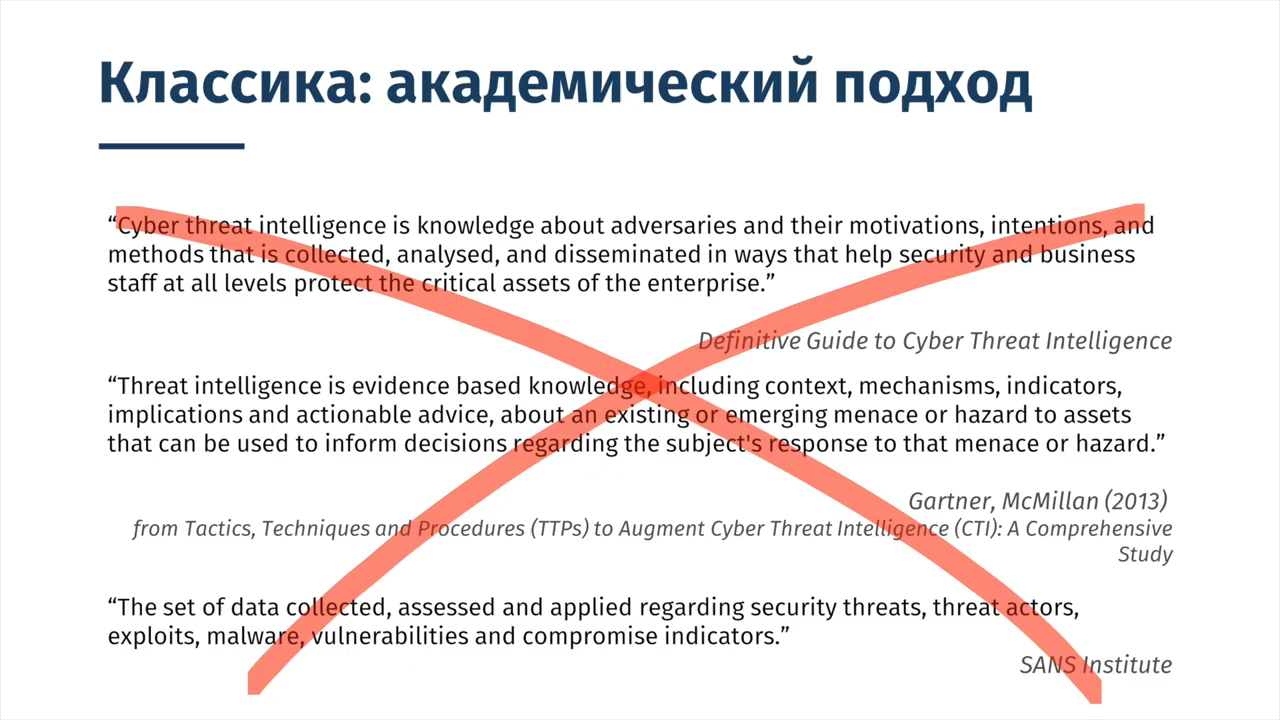 Классика: академический подход
“Cyber threat intelligence is knowledge about adversaries and their motivations, intentions, and
methods that is collected, analysed, and disseminated in ways that help security and business
staff at all levels protect the critical assets of the enterprise.”
Definitive Guide to Cyber Threat Intelligence
“Threat intelligence is evidence based knowledge, including context, mechanisms, indicators,
implications and actionable advice, about an existing or emerging menace or hazard to assets
that can be used to inform decisions regarding the subject's response to that menace or hazard.”
Gartner, McMillan (2013)
from Tactics, Techniques and Procedures (TTPs) to Augment Cyber Threat Intelligence (CTI): A Comprehensive
Study
“The set of data collected, assessed and applied regarding security threats, threat actors,
exploits, malware, vulnerabilities and compromise indicators.”
SANS Institute